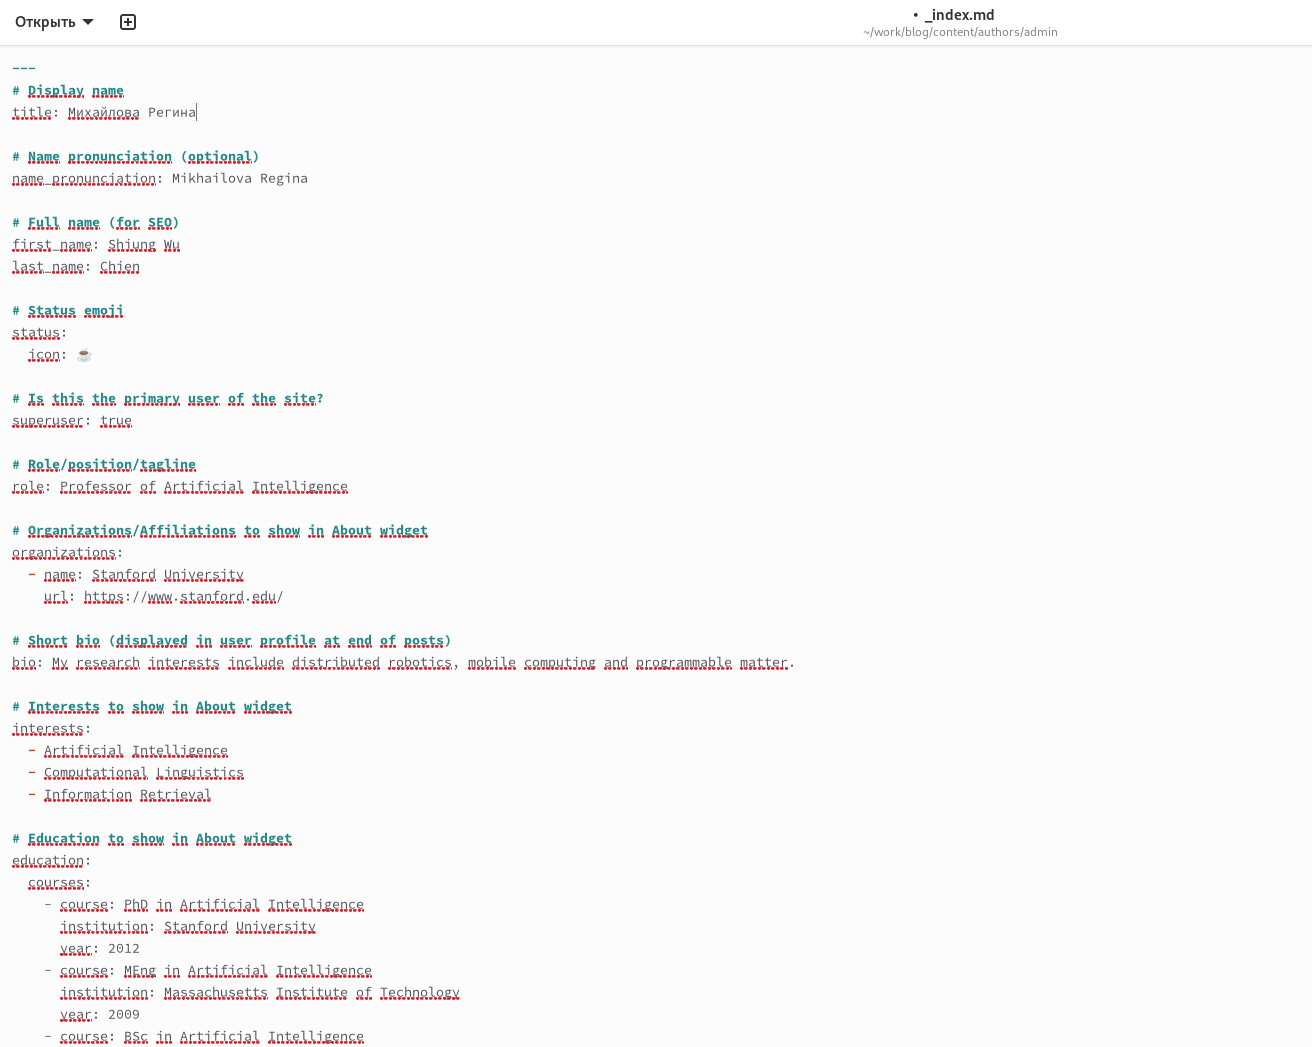 Открыть
• _index.md
~/work/blog/content/authors/admin
---
# Display name
title: Михайлова Регина
# Name pronunciation (optional)
name_pronunciation: Mikhailova Regina
# Full name (for SEO)
first_name: Shiung Wu
last_name: Chien
# Status emoji
status:
icon: ☕
# Is this the primary user of the site?
superuser: true
# Role/position/tagline
role: Professor of Artificial Intelligence
# Organizations/Affiliations to show in About widget
organizations:
- name: Stanford University
url: https://www.stanford.edu/
# Short bio (displayed in user profile at end of posts)
bio: My research interests include distributed robotics, mobile computing and programmable matter.
# Interests to show in About widget
interests:
- Artificial Intelligence
- Computational Linguistics
- Information Retrieval
# Education to show in About widget
education:
courses:
- course: PhD in Artificial Intelligence
institution: Stanford University
year: 2012
- course: MEng in Artificial Intelligence
institution: Massachusetts Institute of Technology
year: 2009
- course: BSc in Artificial Intelligence